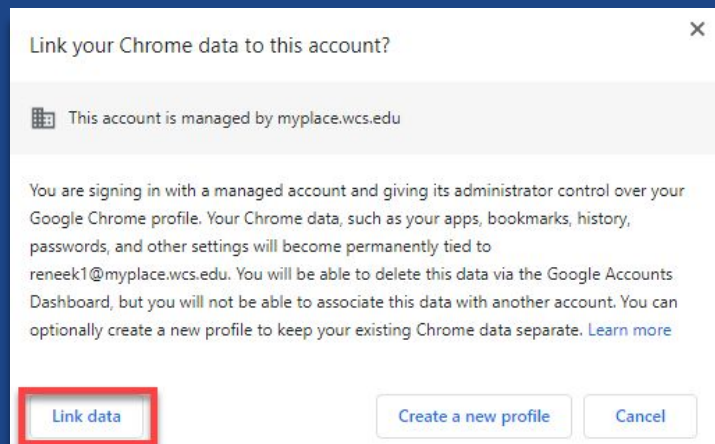 Link your Chrome data to this account?
This account is managed by myplace.wcs.edu
You are signing in with a managed account and giving its administrator control over your
Google Chrome profile. Your Chrome data, such as your apps, bookmarks, history,
passwords, and other settings will become permanently tied to
reneek1@myplace.wcs.edu. You will be able to delete this data via the Google Accounts
Dashboard, but you will not be able to associate this data with another account. You can
optionally create a new profile to keep your existing Chrome data separate. Learn more
Link data Create a new profile Cancel